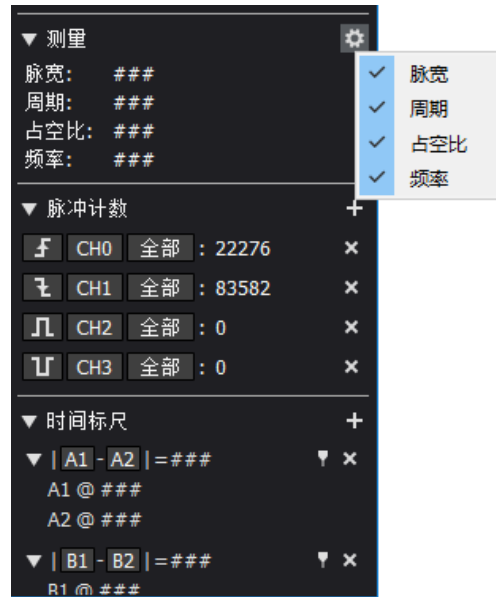 测量
脉宽: ###
周期: ###
占空比: ###
频率: ###
脉宽
周期
占空比
频率
脉冲计数
CH0 全部 : 22276
CH1 全部 : 83582
CH2 全部 : 0
CH3 全部 : 0
时间标尺
| A1 - A2 | = ###
A1 @ ###
A2 @ ###
| B1 - B2 | = ###
B1 @ ###